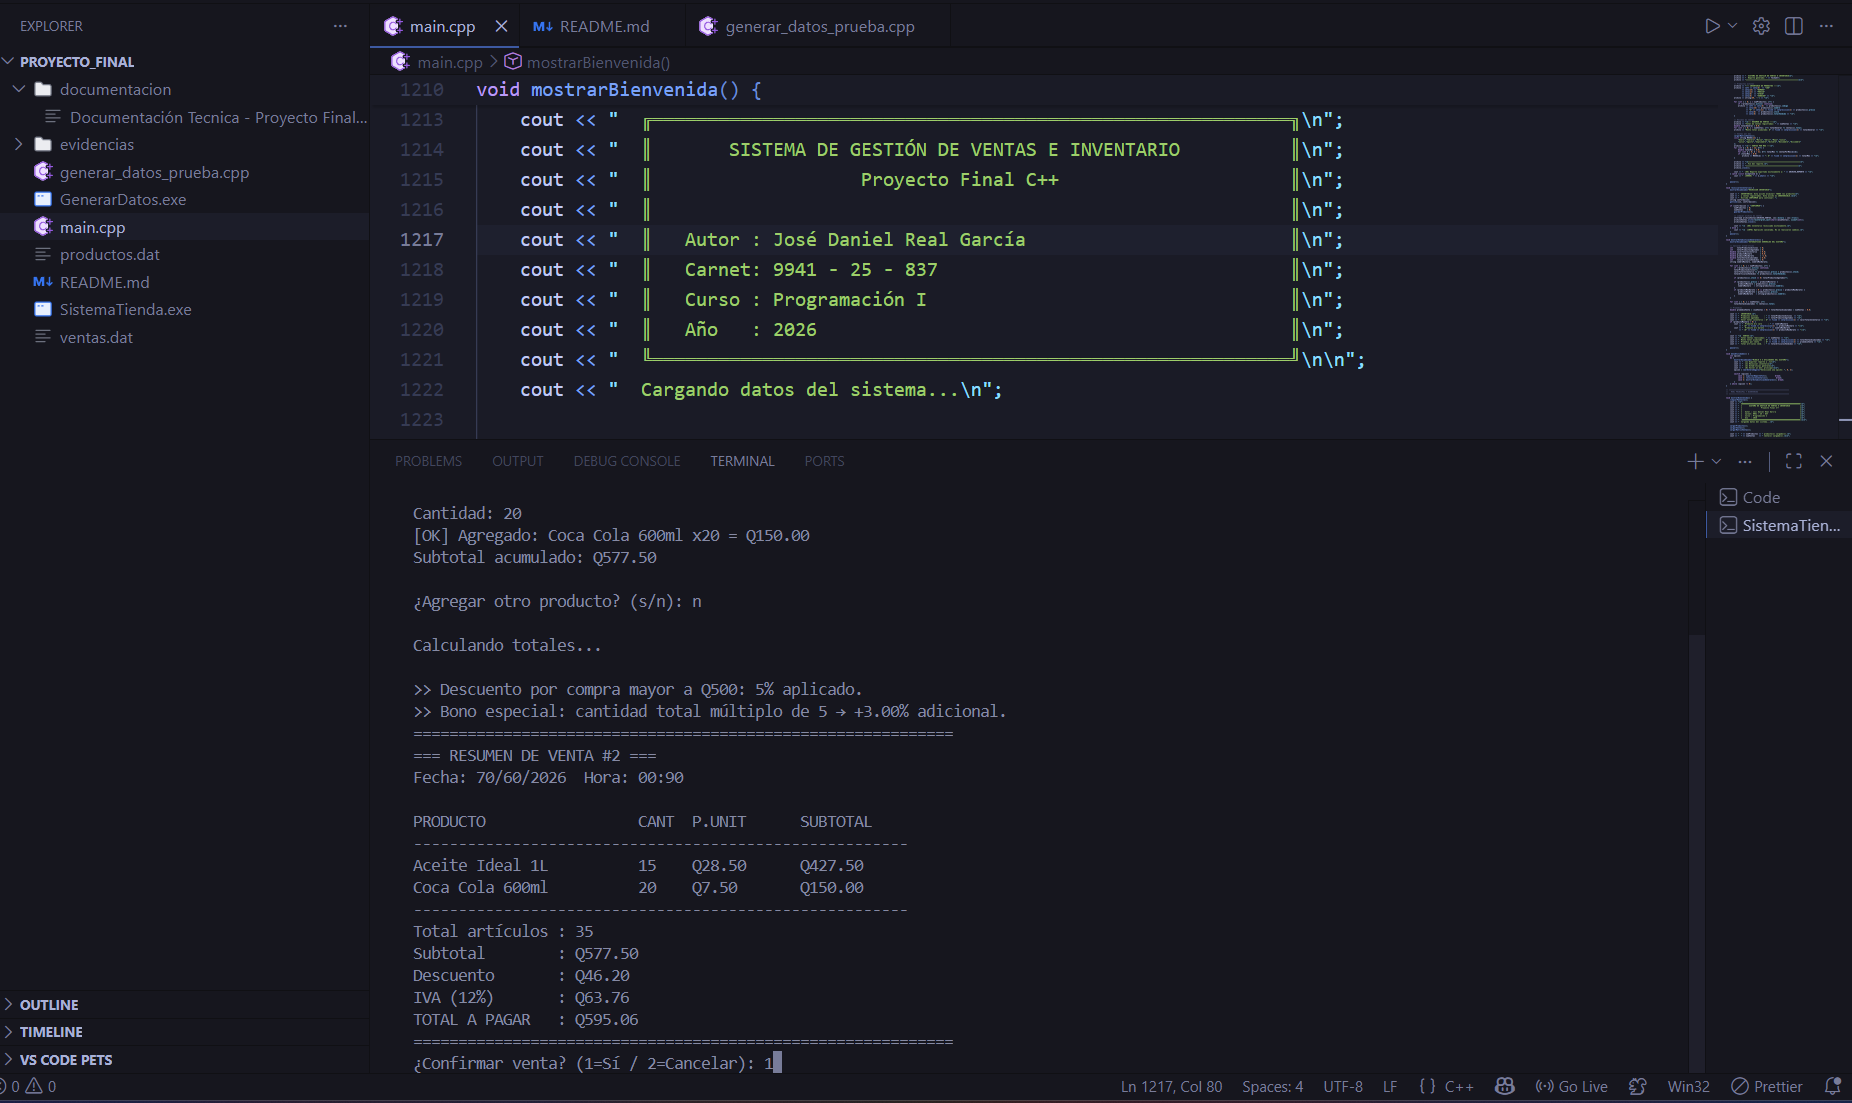 EXPLORER
PROYECTO_FINAL
documentacion
Documentación Tecnica - Proyecto Final...
evidencias
generar_datos_prueba.cpp
GenerarDatos.exe
main.cpp
productos.dat
README.md
SistemaTienda.exe
ventas.dat
OUTLINE
TIMELINE
VS CODE PETS
main.cpp README.md generar_datos_prueba.cpp
main.cpp > mostrarBienvenida()
1210 void mostrarBienvenida() {
1213 cout << " ╔══════════════════════════════════════════════════════════╗\n";
1214 cout << " ║ SISTEMA DE GESTIÓN DE VENTAS E INVENTARIO ║\n";
1215 cout << " ║ Proyecto Final C++ ║\n";
1216 cout << " ║ ║\n";
1217 cout << " ║ Autor : José Daniel Real García ║\n";
1218 cout << " ║ Carnet: 9941 - 25 - 837 ║\n";
1219 cout << " ║ Curso : Programación I ║\n";
1220 cout << " ║ Año : 2026 ║\n";
1221 cout << " ╚══════════════════════════════════════════════════════════╝\n\n";
1222 cout << " Cargando datos del sistema...\n";
1223
PROBLEMS OUTPUT DEBUG CONSOLE TERMINAL PORTS
Code
SistemaTien...
Cantidad: 20
[OK] Agregado: Coca Cola 600ml x20 = Q150.00
Subtotal acumulado: Q577.50
¿Agregar otro producto? (s/n): n
Calculando totales...
>> Descuento por compra mayor a Q500: 5% aplicado.
>> Bono especial: cantidad total múltiplo de 5 → +3.00% adicional.
============================================================
=== RESUMEN DE VENTA #2 ===
Fecha: 70/60/2026 Hora: 00:90
PRODUCTO CANT P.UNIT SUBTOTAL
-------------------------------------------------------
Aceite Ideal 1L 15 Q28.50 Q427.50
Coca Cola 600ml 20 Q7.50 Q150.00
-------------------------------------------------------
Total artículos : 35
Subtotal : Q577.50
Descuento : Q46.20
IVA (12%) : Q63.76
TOTAL A PAGAR : Q595.06
============================================================
¿Confirmar venta? (1=Sí / 2=Cancelar): 1
0 0 Ln 1217, Col 80 Spaces: 4 UTF-8 LF { } C++ Go Live Win32 Prettier